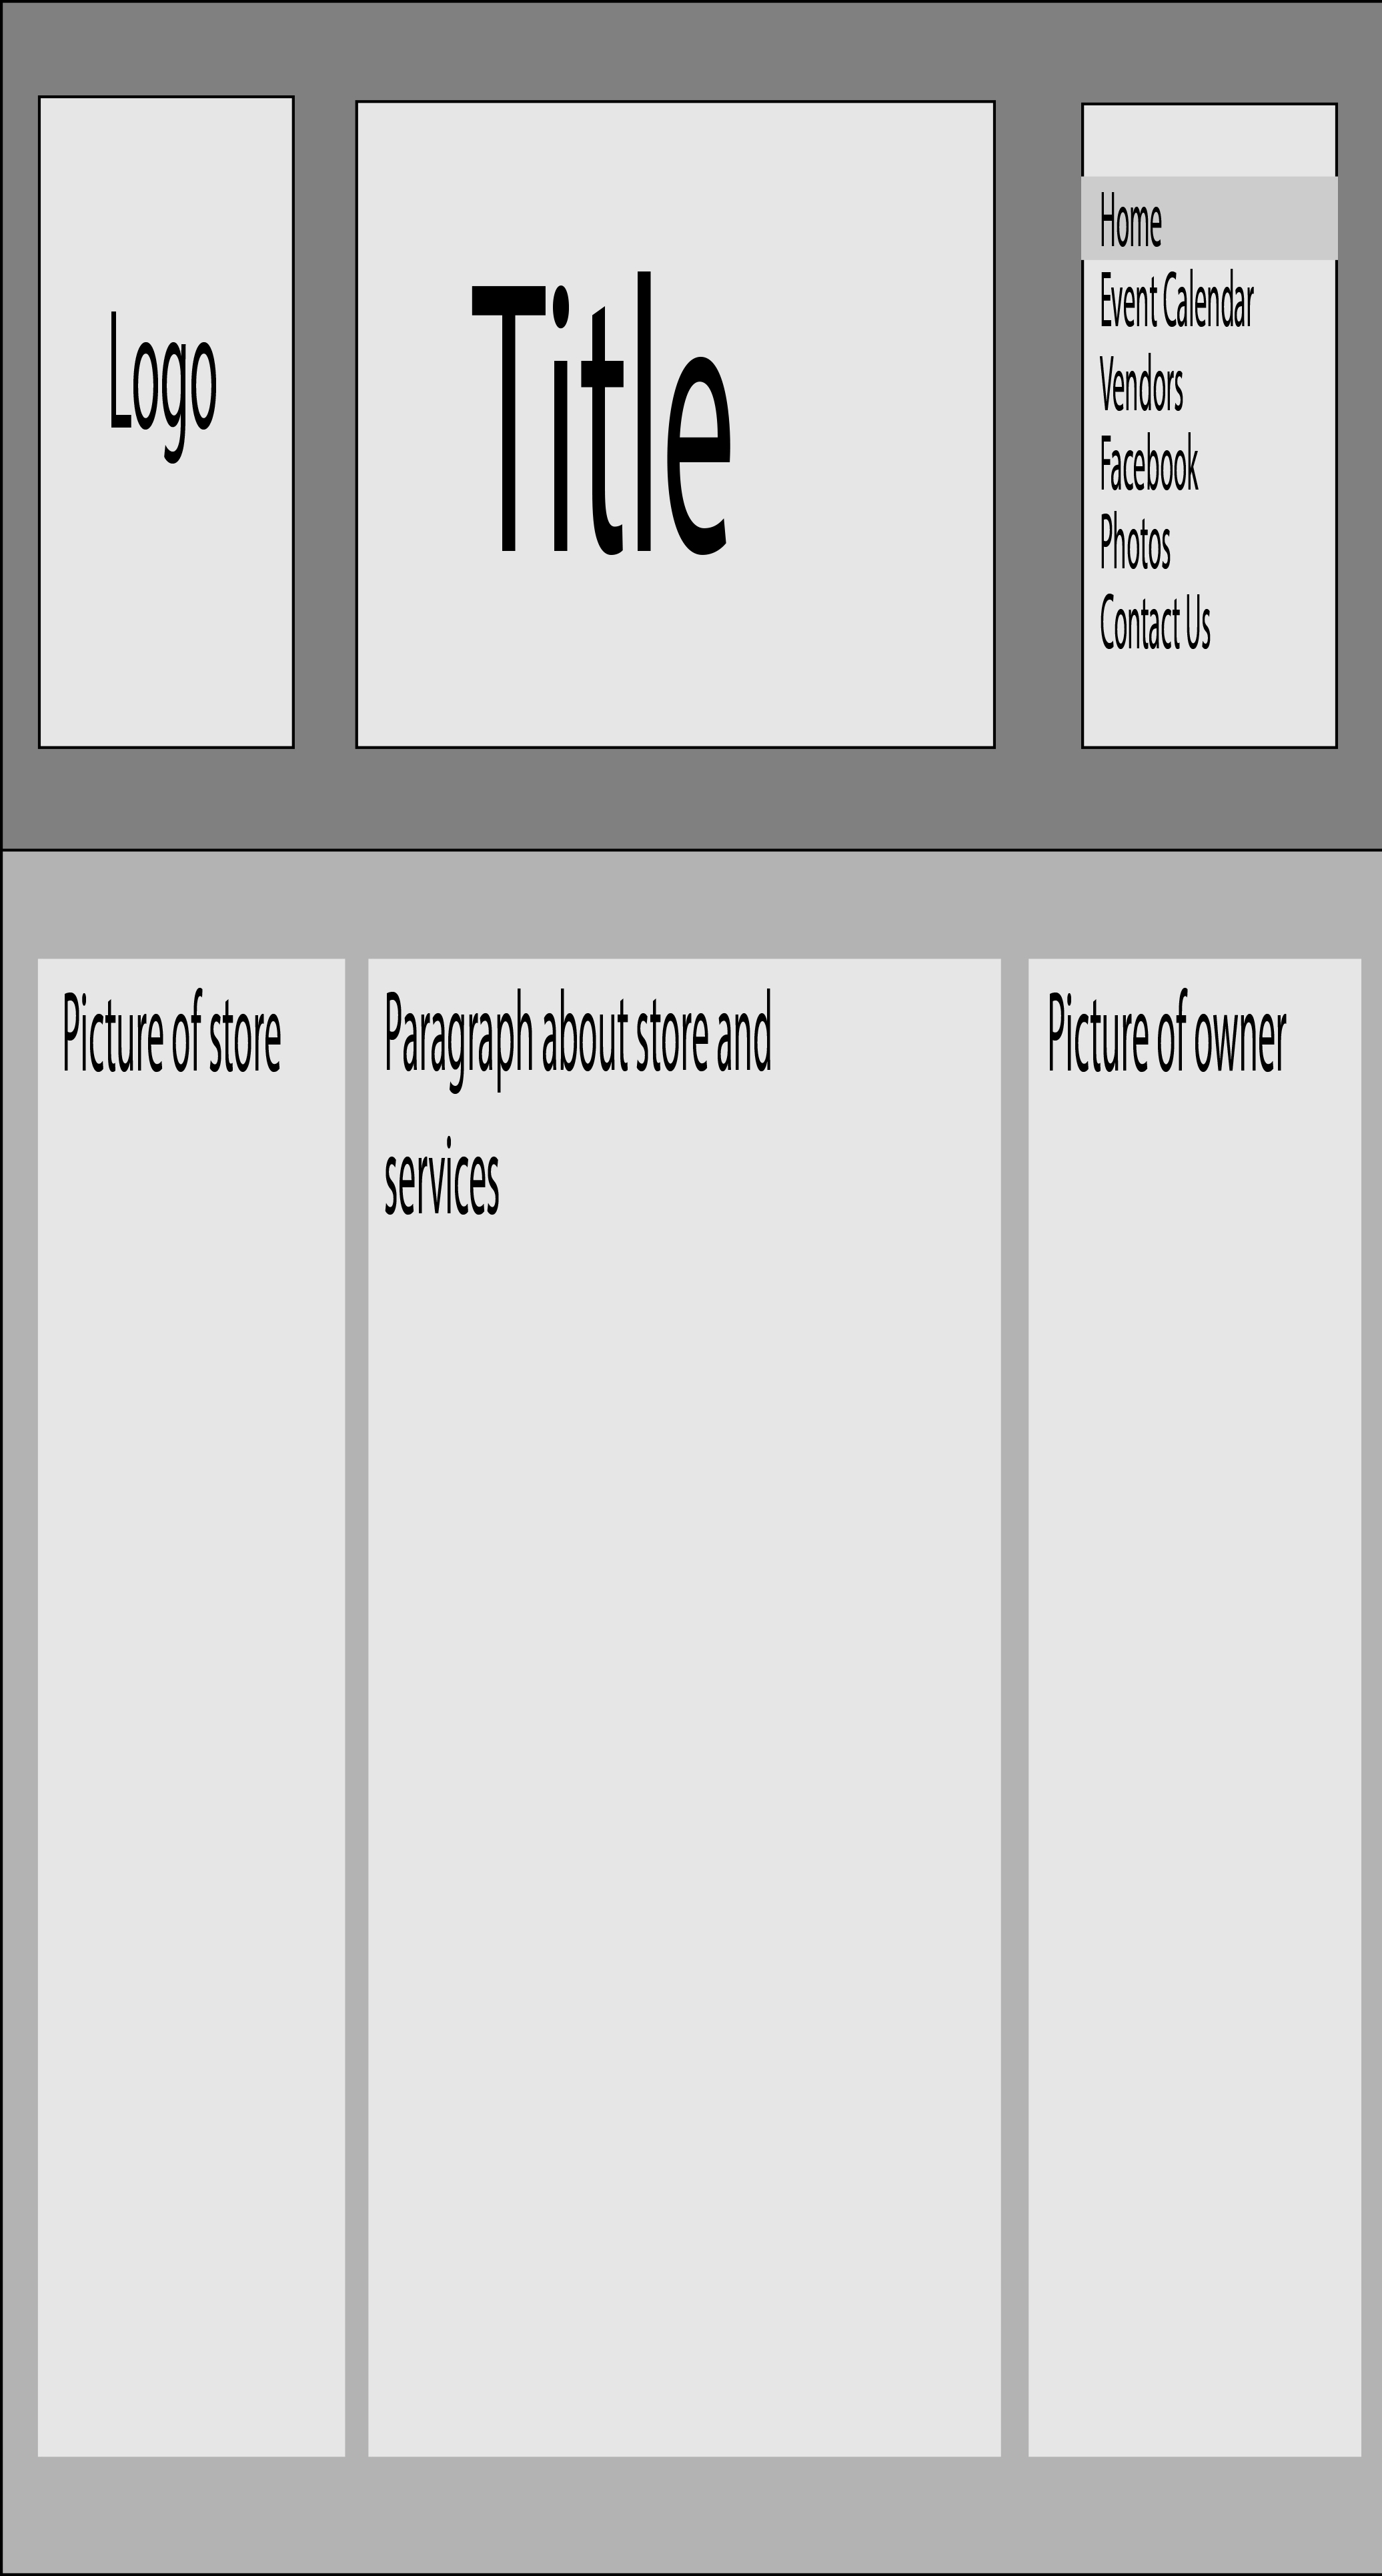 Logo
Title
Home
Event Calendar
Vendors
Facebook
Photos
Contact Us
Picture of store
Paragraph about store and
services
Picture of owner